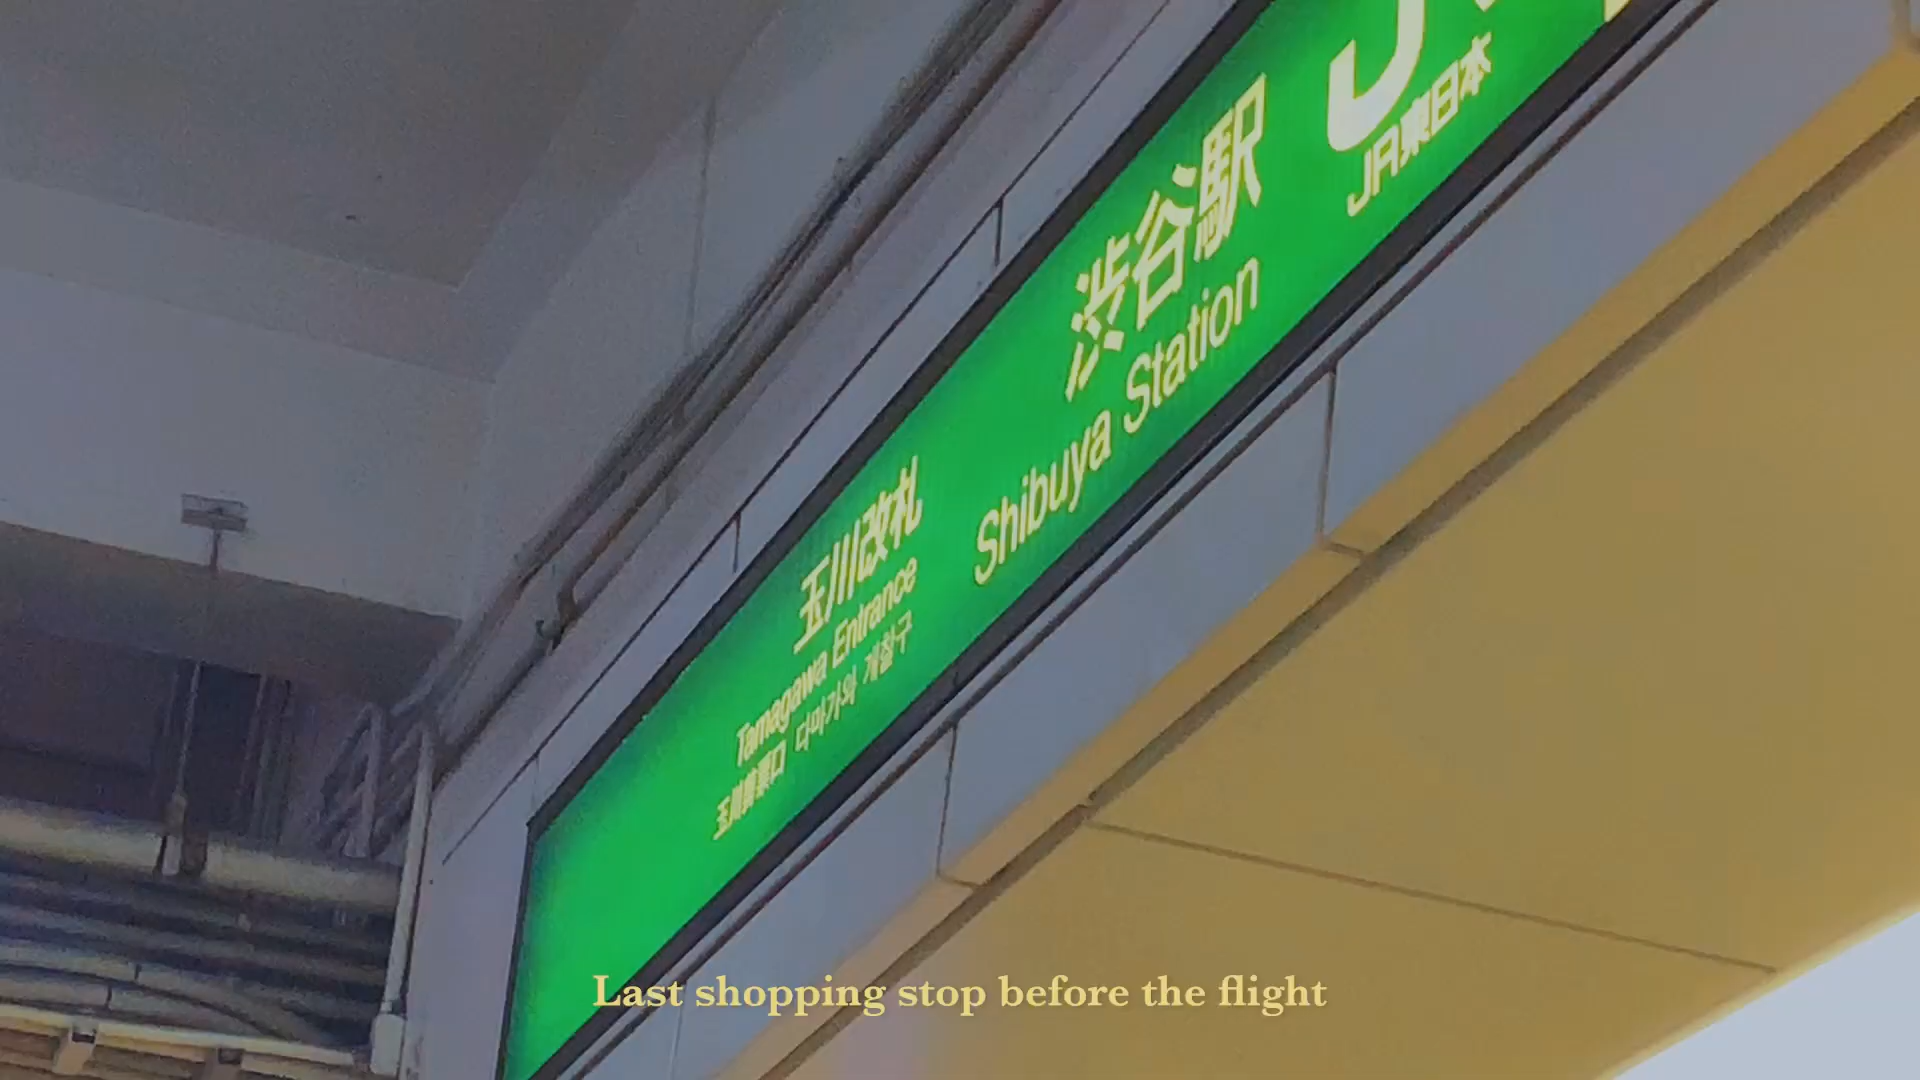 玉川改札
Tamagawa Entrance
玉川剪票口 다마가와 개찰구
渋谷駅
Shibuya Station
J
JR東日本
Last shopping stop before the flight